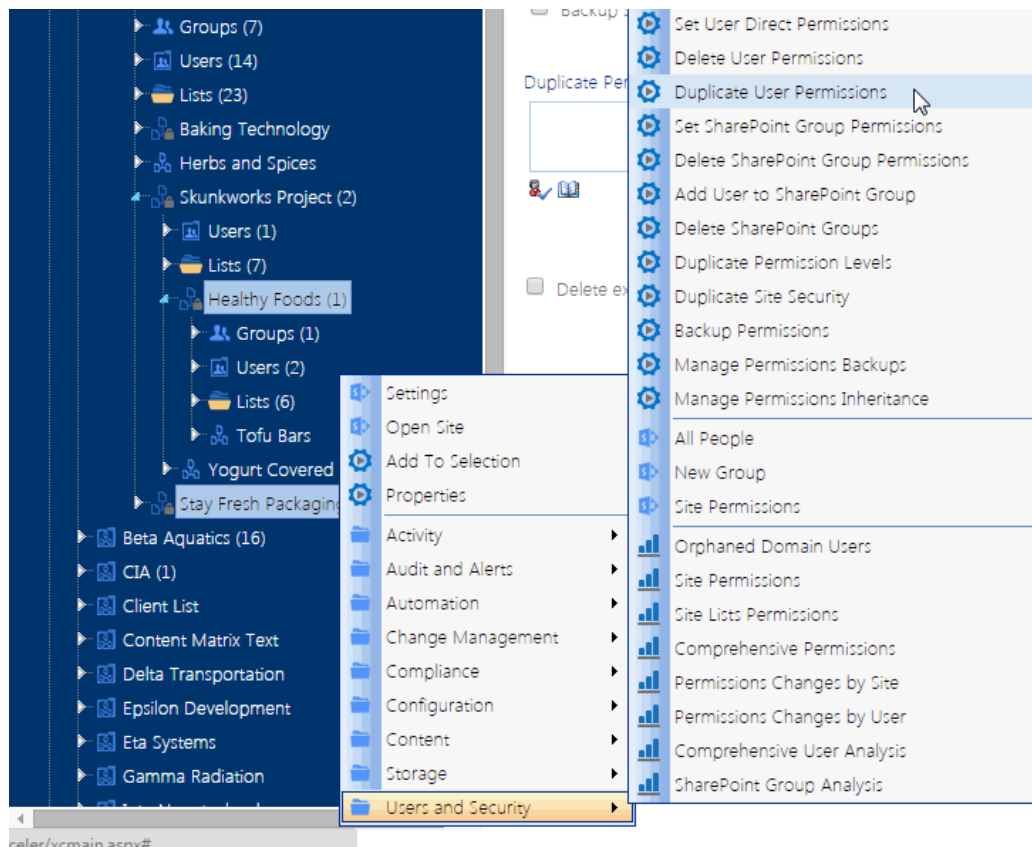 Groups (7)
Users (14)
Lists (23)
Baking Technology
Herbs and Spices
Skunkworks Project (2)
Users (1)
Lists (7)
Healthy Foods (1)
Groups (1)
Users (2)
Lists (6)
Tofu Bars
Yogurt Covered
Stay Fresh Packaging
Beta Aquatics (16)
CIA (1)
Client List
Content Matrix Text
Delta Transportation
Epsilon Development
Eta Systems
Gamma Radiation
celer/xcmain.aspx#
Backup
Duplicate Per
Delete ex
Settings
Open Site
Add To Selection
Properties
Activity
Audit and Alerts
Automation
Change Management
Compliance
Configuration
Content
Storage
Users and Security
Set User Direct Permissions
Delete User Permissions
Duplicate User Permissions
Set SharePoint Group Permissions
Delete SharePoint Group Permissions
Add User to SharePoint Group
Delete SharePoint Groups
Duplicate Permission Levels
Duplicate Site Security
Backup Permissions
Manage Permissions Backups
Manage Permissions Inheritance
All People
New Group
Site Permissions
Orphaned Domain Users
Site Permissions
Site Lists Permissions
Comprehensive Permissions
Permissions Changes by Site
Permissions Changes by User
Comprehensive User Analysis
SharePoint Group Analysis